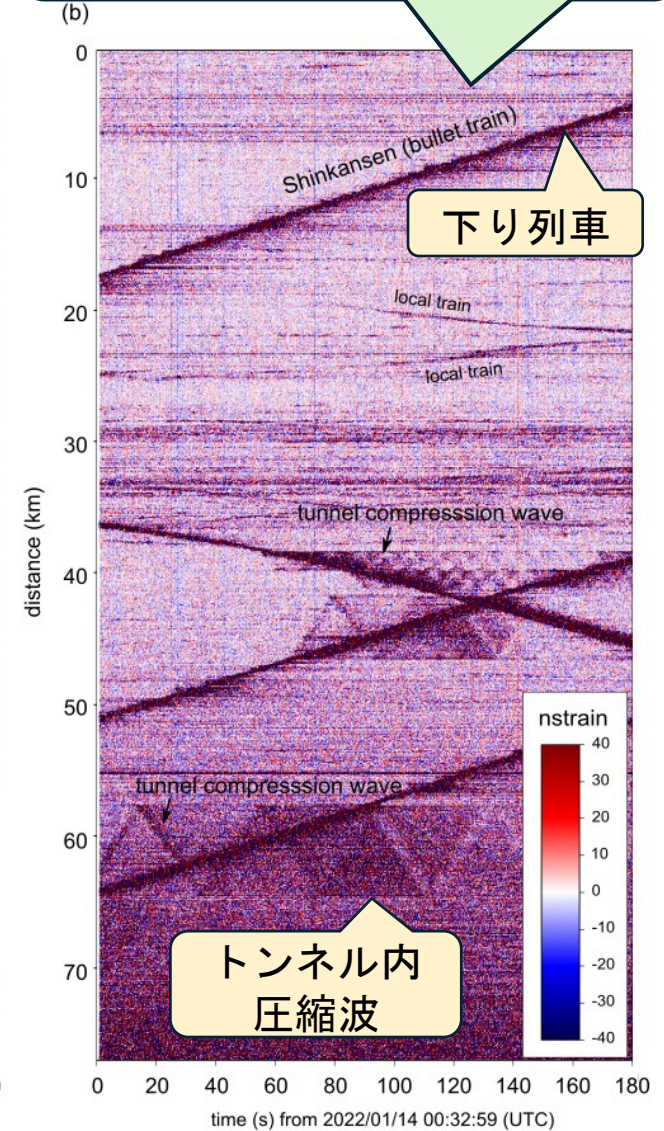 (b)
0
Shinkansen (bullet train)
10
下り列車
20
local train
local train
30
tunnel compresssion wave
distance (km)
40
50
nstrain
40
30
20
10
0
-10
-20
-30
-40
tunnel compresssion wave
60
トンネル内
圧縮波
70
0 20 40 60 80 100 120 140 160 180
time (s) from 2022/01/14 00:32:59 (UTC)